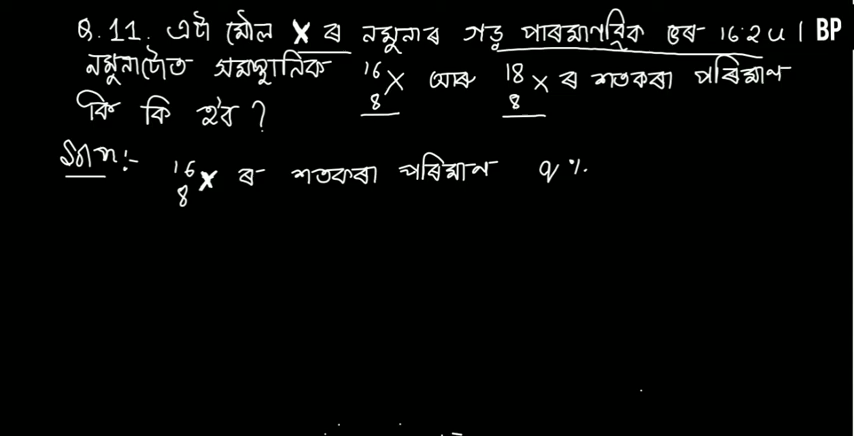 Q.11. এটা মৌল X ৰ নমুনাৰ গড় পাৰমাণৱিক ভৰ 16.2u। BP
নমুনাটোত সমস্থানিক ¹⁶₈X আৰু ¹⁸₈X ৰ শতকৰা পৰিমাণ
কি কি হ'ব ?
সমা:- ¹⁶₈X ৰ শতকৰা পৰিমাণ q %.